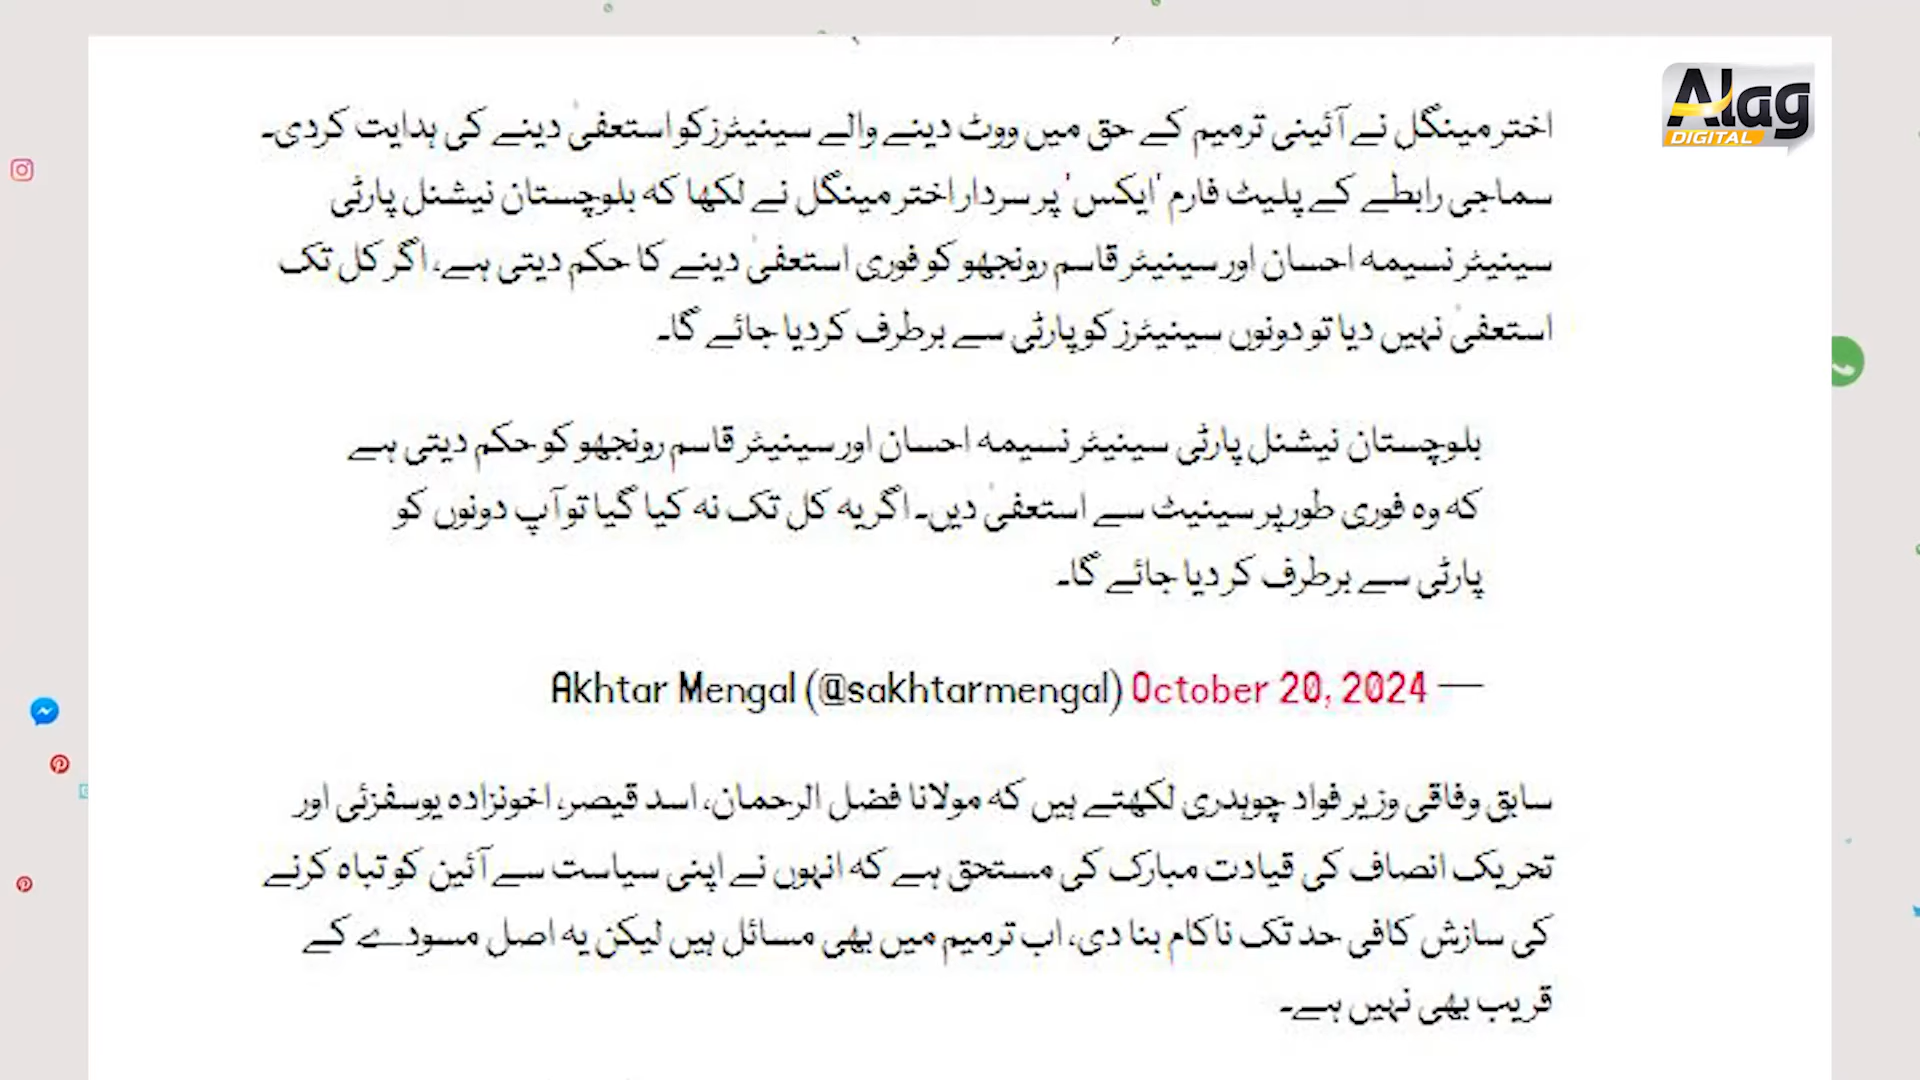 Alag
DIGITAL
اختر مینگل نے آئینی ترمیم کے حق میں ووٹ دینے والے سینیٹرز کو استعفیٰ دینے کی ہدایت کردی۔
سماجی رابطے کے پلیٹ فارم 'ایکس' پر سردار اختر مینگل نے لکھا کہ بلوچستان نیشنل پارٹی
سینیٹر نسیمہ احسان اور سینیٹر قاسم رونجھو کو فوری استعفیٰ دینے کا حکم دیتی ہے، اگر کل تک
استعفیٰ نہیں دیا تو دونوں سینیٹرز کو پارٹی سے برطرف کردیا جائے گا۔
بلوچستان نیشنل پارٹی سینیٹر نسیمہ احسان اور سینیٹر قاسم رونجھو کو حکم دیتی ہے
کہ وہ فوری طور پر سینیٹ سے استعفیٰ دیں۔ اگر یہ کل تک نہ کیا گیا تو آپ دونوں کو
پارٹی سے برطرف کر دیا جائے گا۔
Akhtar Mengal (@sakhtarmengal) October 20, 2024 —
سابق وفاقی وزیر فواد چوہدری لکھتے ہیں کہ مولانا فضل الرحمان، اسد قیصر، اخونزادہ یوسفزئی اور
تحریک انصاف کی قیادت مبارک کی مستحق ہے کہ انہوں نے اپنی سیاست سے آئین کو تباہ کرنے
کی سازش کافی حد تک ناکام بنا دی، اب ترمیم میں بھی مسائل ہیں لیکن یہ اصل مسودے کے
قریب بھی نہیں ہے۔